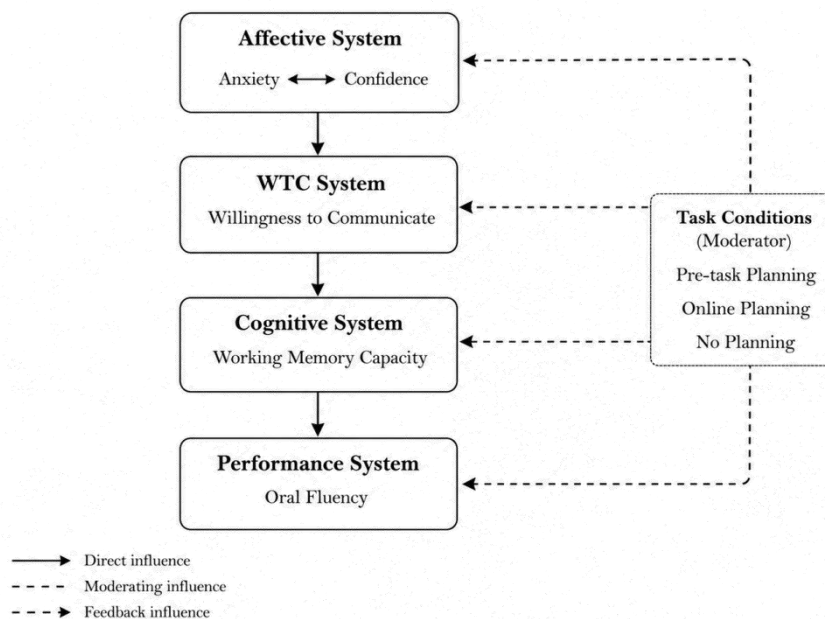 Affective System
Anxiety Confidence
WTC System
Willingness to Communicate
Cognitive System
Working Memory Capacity
Performance System
Oral Fluency
Task Conditions
(Moderator)
Pre-task Planning
Online Planning
No Planning
Direct influence
Moderating influence
Feedback influence